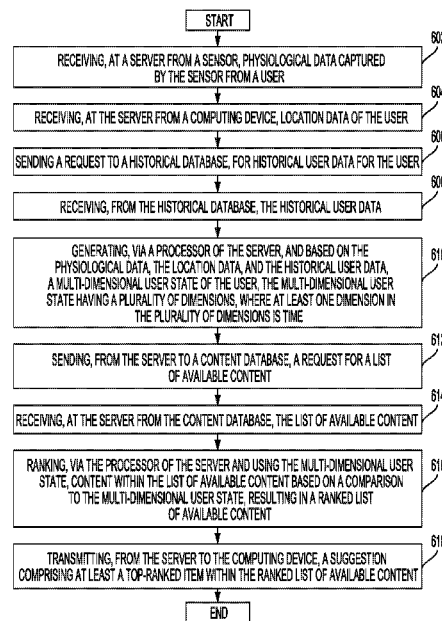 START
RECEIVING, AT A SERVER FROM A SENSOR, PHYSIOLOGICAL DATA CAPTURED
BY THE SENSOR FROM A USER
RECEIVING, AT THE SERVER FROM A COMPUTING DEVICE, LOCATION DATA OF THE USER
SENDING A REQUEST TO A HISTORICAL DATABASE, FOR HISTORICAL USER DATA FOR THE USER
RECEIVING, FROM THE HISTORICAL DATABASE, THE HISTORICAL USER DATA
GENERATING, VIA A PROCESSOR OF THE SERVER, AND BASED ON THE
PHYSIOLOGICAL DATA, THE LOCATION DATA, AND THE HISTORICAL USER DATA,
A MULTI-DIMENSIONAL USER STATE OF THE USER, THE MULTI-DIMENSIONAL USER
STATE HAVING A PLURALITY OF DIMENSIONS, WHERE AT LEAST ONE DIMENSION IN
THE PLURALITY OF DIMENSIONS IS TIME
SENDING, FROM THE SERVER TO A CONTENT DATABASE, A REQUEST FOR A LIST
OF AVAILABLE CONTENT
RECEIVING, AT THE SERVER FROM THE CONTENT DATABASE, THE LIST OF AVAILABLE CONTENT
RANKING, VIA THE PROCESSOR OF THE SERVER AND USING THE MULTI-DIMENSIONAL USER
STATE, CONTENT WITHIN THE LIST OF AVAILABLE CONTENT BASED ON A COMPARISON
TO THE MULTI-DIMENSIONAL USER STATE, RESULTING IN A RANKED LIST
OF AVAILABLE CONTENT
TRANSMITTING, FROM THE SERVER TO THE COMPUTING DEVICE, A SUGGESTION
COMPRISING AT LEAST A TOP-RANKED ITEM WITHIN THE RANKED LIST OF AVAILABLE CONTENT
END